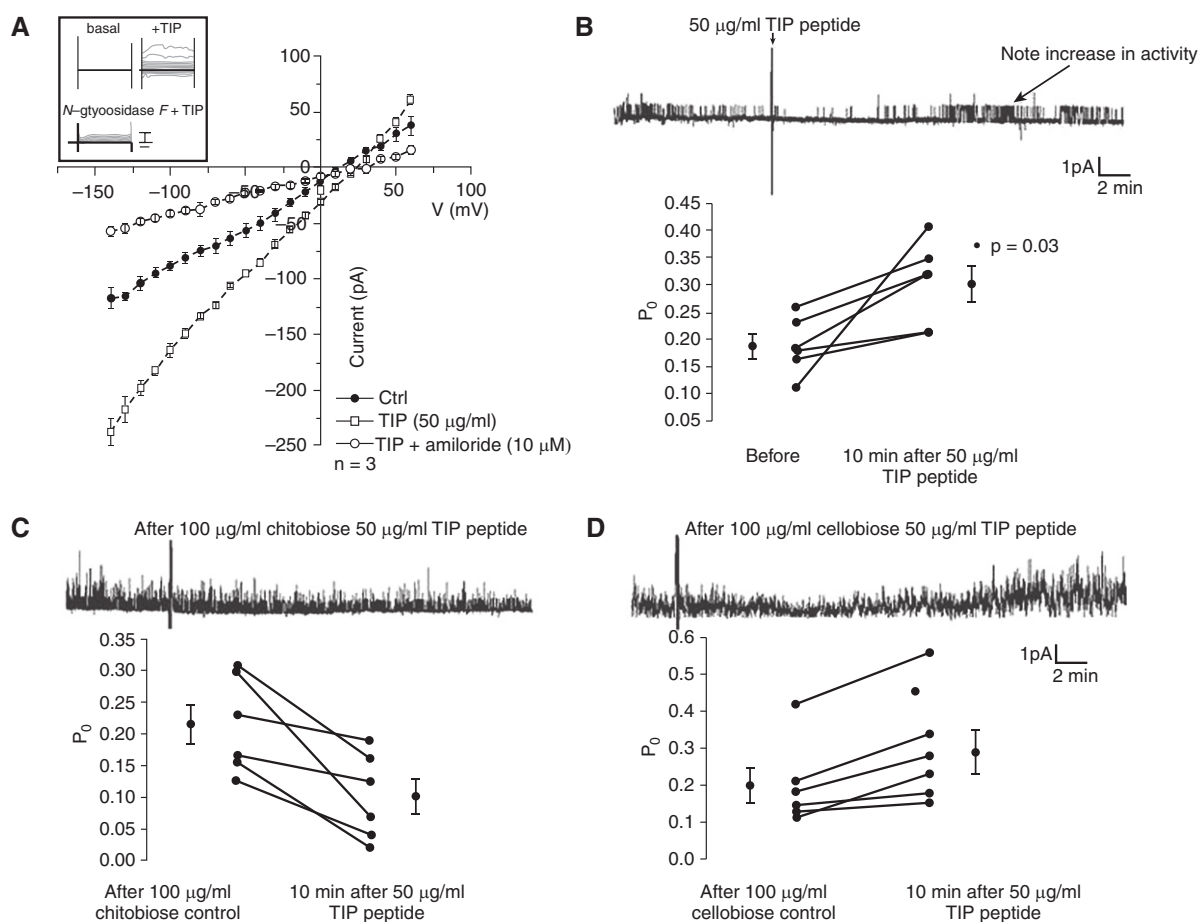 A
basal
+TIP
N–gtyoosidase F + TIP
100
50
0
−50
−100
−150
−200
−250
−150
−100
−50
0
50
100
V (mV)
Current (pA)
Ctrl
TIP (50 μg/ml)
TIP + amiloride (10 μM)
n = 3
B
50 μg/ml TIP peptide
Note increase in activity
1pA
2 min
0.45
0.40
0.35
0.30
0.25
0.20
0.15
0.10
0.05
P0
p = 0.03
Before
10 min after 50 μg/ml
TIP peptide
C
After 100 μg/ml chitobiose 50 μg/ml TIP peptide
0.35
0.30
0.25
0.20
0.15
0.10
0.05
0.00
P0
After 100 μg/ml
chitobiose control
10 min after 50 μg/ml
TIP peptide
D
After 100 μg/ml cellobiose 50 μg/ml TIP peptide
1pA
2 min
0.6
0.5
0.4
0.3
0.2
0.1
0.0
P0
After 100 μg/ml
cellobiose control
10 min after 50 μg/ml
TIP peptide